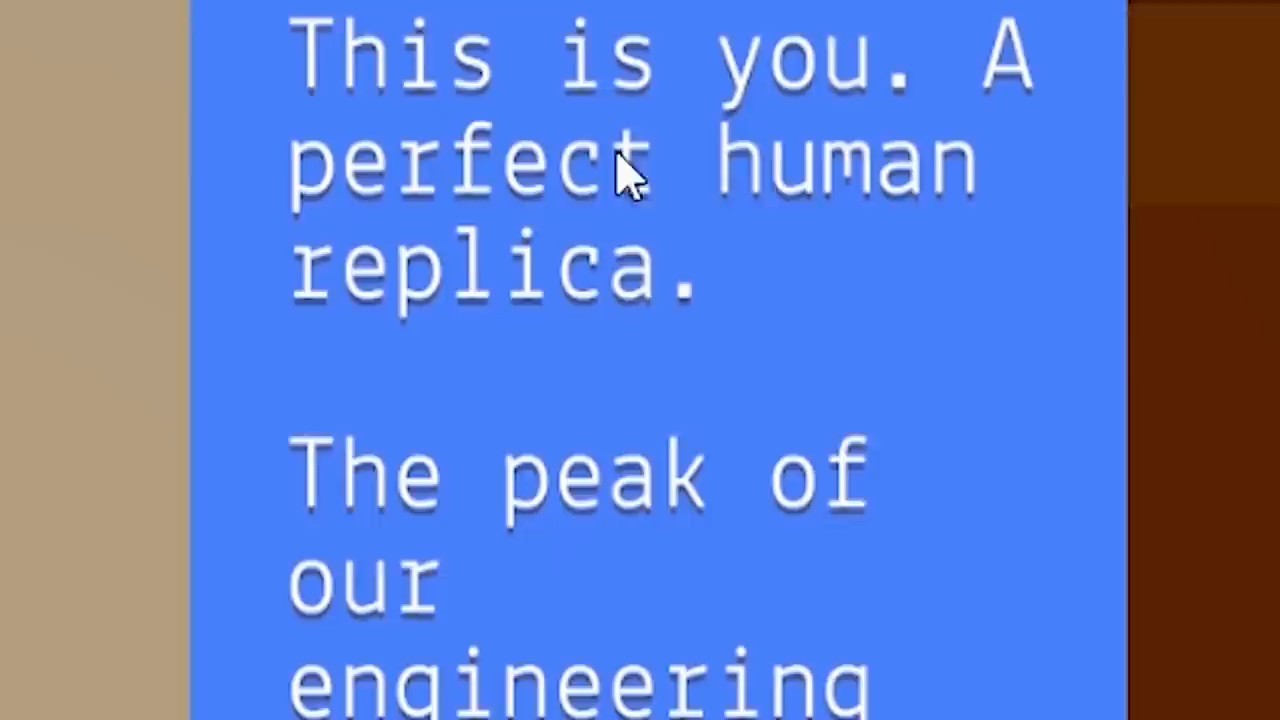 This is you. A
perfect human
replica.
The peak of
our
engineering